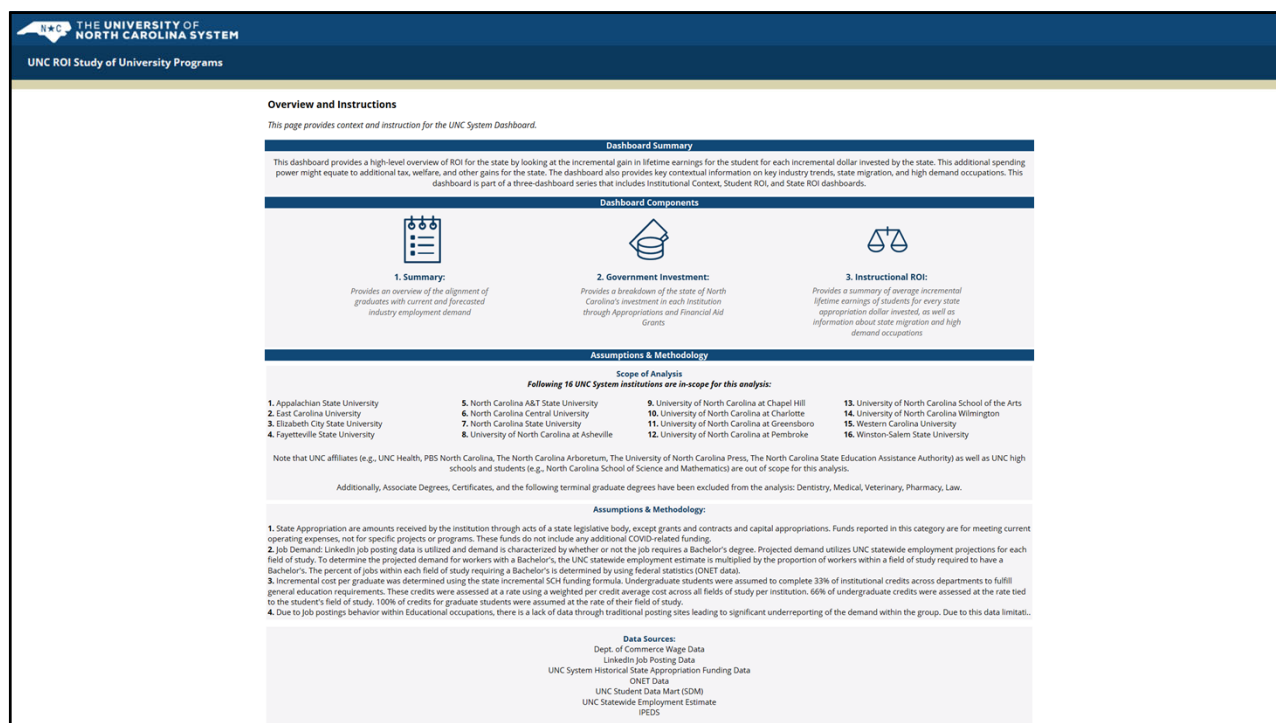 N★C THE UNIVERSITY OF
NORTH CAROLINA SYSTEM
UNC ROI Study of University Programs
Overview and Instructions
This page provides context and instruction for the UNC System Dashboard.
Dashboard Summary
This dashboard provides a high-level overview of ROI for the state by looking at the incremental gain in lifetime earnings for the student for each incremental dollar invested by the state. This additional spending
power might equate to additional tax, welfare, and other gains for the state. The dashboard also provides key contextual information on key industry trends, state migration, and high demand occupations. This
dashboard is part of a three-dashboard series that includes Institutional Context, Student ROI, and State ROI dashboards.
Dashboard Components
1. Summary:
Provides an overview of the alignment of
graduates with current and forecasted
industry employment demand
2. Government Investment:
Provides a breakdown of the state of North
Carolina's investment in each Institution
through Appropriations and Financial Aid
Grants
3. Instructional ROI:
Provides a summary of average incremental
lifetime earnings of students for every state
appropriation dollar invested, as well as
information about state migration and high
demand occupations
Assumptions & Methodology
Scope of Analysis
Following 16 UNC System institutions are in-scope for this analysis:
1. Appalachian State University
2. East Carolina University
3. Elizabeth City State University
4. Fayetteville State University
5. North Carolina A&T State University
6. North Carolina Central University
7. North Carolina State University
8. University of North Carolina at Asheville
9. University of North Carolina at Chapel Hill
10. University of North Carolina at Charlotte
11. University of North Carolina at Greensboro
12. University of North Carolina at Pembroke
13. University of North Carolina School of the Arts
14. University of North Carolina Wilmington
15. Western Carolina University
16. Winston-Salem State University
Note that UNC affiliates (e.g., UNC Health, PBS North Carolina, The North Carolina Arboretum, The University of North Carolina Press, The North Carolina State Education Assistance Authority) as well as UNC high
schools and students (e.g., North Carolina School of Science and Mathematics) are out of scope for this analysis.
Additionally, Associate Degrees, Certificates, and the following terminal graduate degrees have been excluded from the analysis: Dentistry, Medical, Veterinary, Pharmacy, Law.
Assumptions & Methodology:
1. State Appropriation are amounts received by the institution through acts of a state legislative body, except grants and contracts and capital appropriations. Funds reported in this category are for meeting current
operating expenses, not for specific projects or programs. These funds do not include any additional COVID-related funding.
2. Job Demand: LinkedIn job posting data is utilized and demand is characterized by whether or not the job requires a Bachelor's degree. Projected demand utilizes UNC statewide employment projections for each
field of study. To determine the projected demand for workers with a Bachelor's, the UNC statewide employment estimate is multiplied by the proportion of workers within a field of study required to have a
Bachelor's. The percent of jobs within each field of study requiring a Bachelor's is determined by using federal statistics (ONET data).
3. Incremental cost per graduate was determined using the state incremental SCH funding formula. Undergraduate students were assumed to complete 33% of institutional credits across departments to fulfill
general education requirements. These credits were assessed at a rate using a weighted per credit average cost across all fields of study per institution. 66% of undergraduate credits were assessed at the rate tied
to the student's field of study. 100% of credits for graduate students were assumed at the rate of their field of study.
4. Due to Job postings behavior within Educational occupations, there is a lack of data through traditional posting sites leading to significant underreporting of the demand within the group. Due to this data limitati..
Data Sources:
Dept. of Commerce Wage Data
LinkedIn Job Posting Data
UNC System Historical State Appropriation Funding Data
ONET Data
UNC Student Data Mart (SDM)
UNC Statewide Employment Estimate
IPEDS